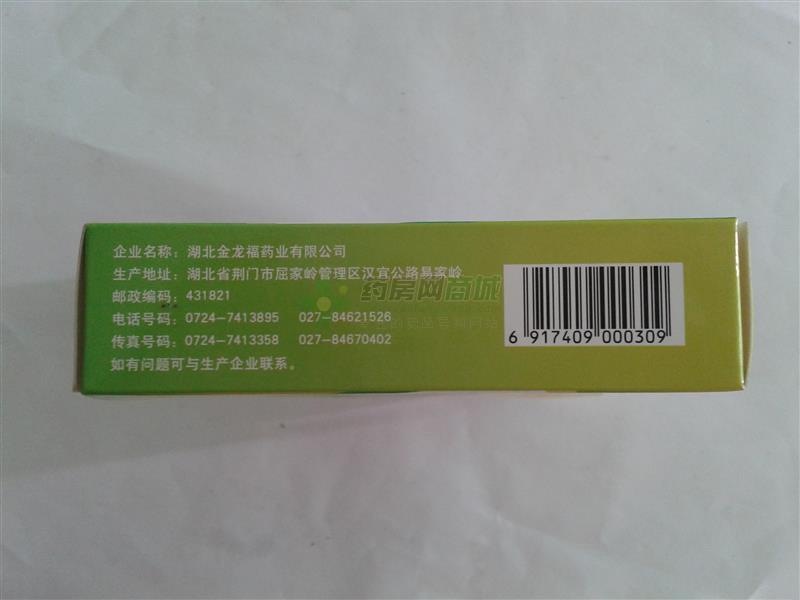 企业名称：湖北金龙福药业有限公司
生产地址：湖北省荆门市屈家岭管理区汉宜公路易家岭
邮政编码：431821
电话号码：0724-7413895 027-84621526
传真号码：0724-7413358 027-84670402
如有问题可与生产企业联系。
药房网商城
6 917409 000309